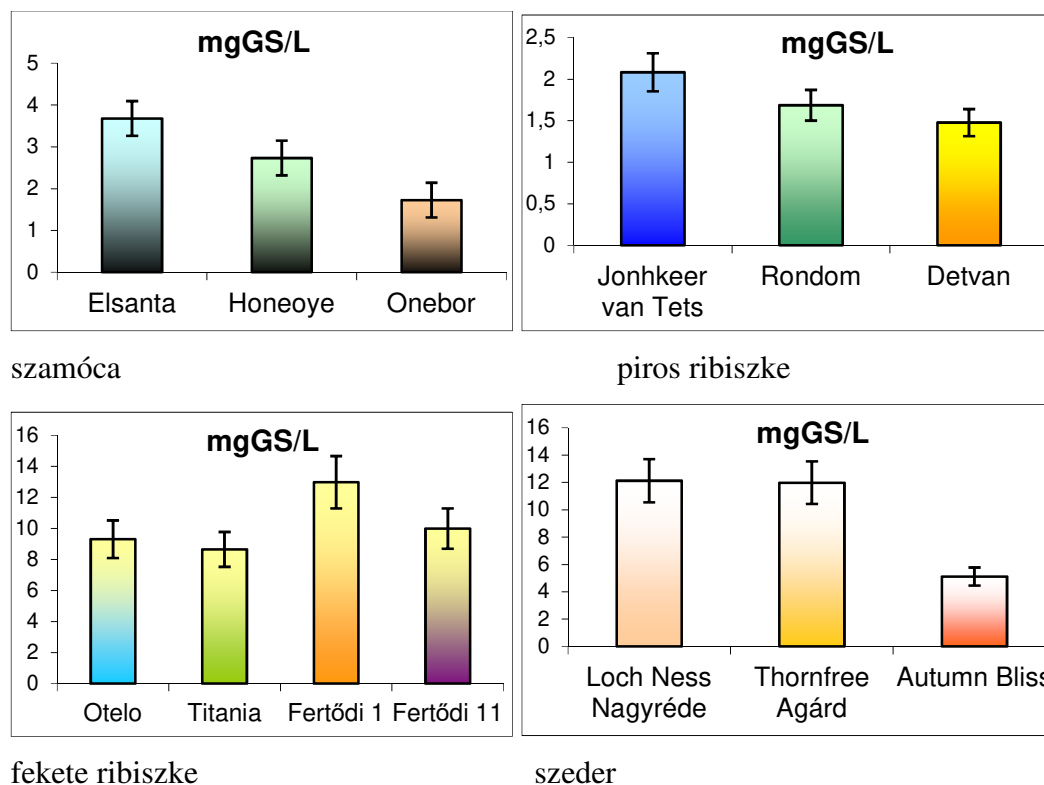 mgGS/L
5
4
3
2
1
0
Elsanta Honeoye Onebor
szamóca
mgGS/L
2,5
2
1,5
1
0,5
0
Jonhkeer van Tets Rondom Detvan
piros ribiszke
mgGS/L
16
14
12
10
8
6
4
2
0
Otelo Titania Fertődi 1 Fertődi 11
fekete ribiszke
mgGS/L
16
14
12
10
8
6
4
2
0
Loch Ness Thornfree Autumn Bliss
Nagyréde Agárd
szeder